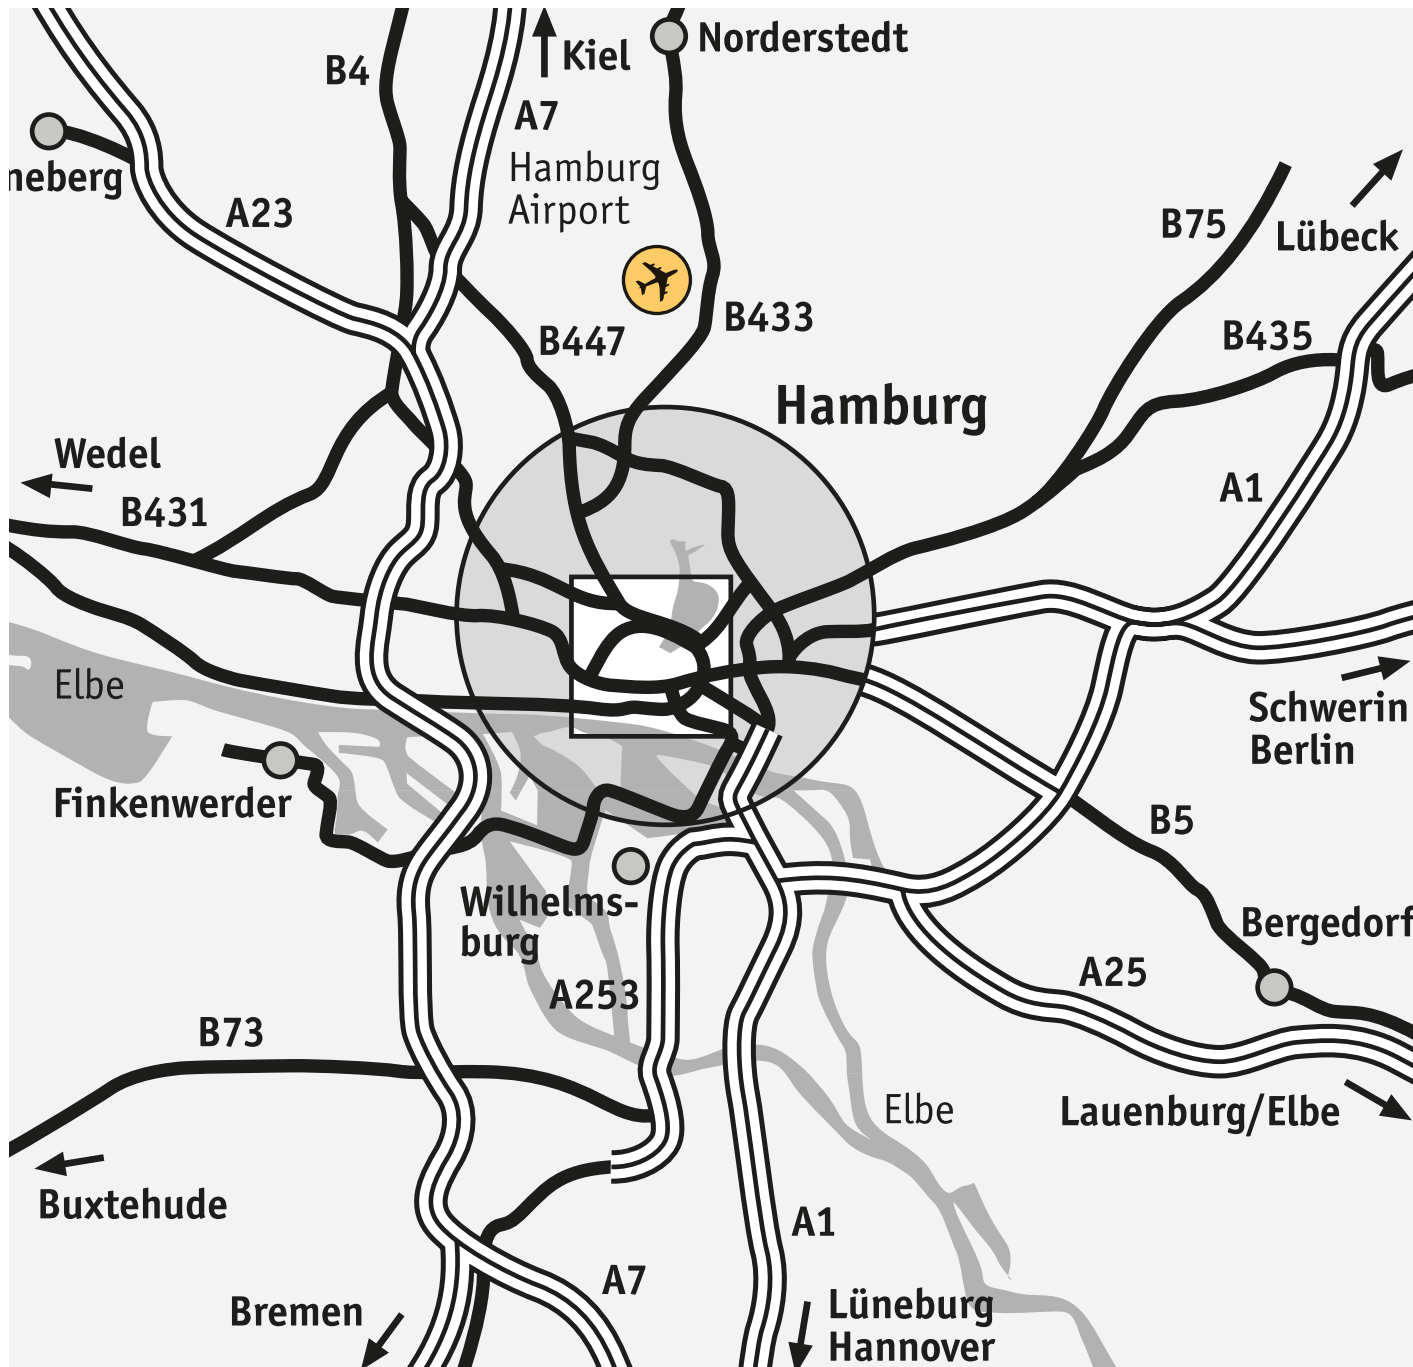 Norderstedt
Kiel
B4
A7
Hamburg
Airport
neberg
A23
B75
Lübeck
B433
B447
B435
Hamburg
Wedel
A1
B431
Elbe
Schwerin
Berlin
Finkenwerder
B5
Wilhelms-
burg
Bergedorf
A253
A25
B73
Elbe
Lauenburg/Elbe
Buxtehude
A1
A7
Bremen
Lüneburg
Hannover